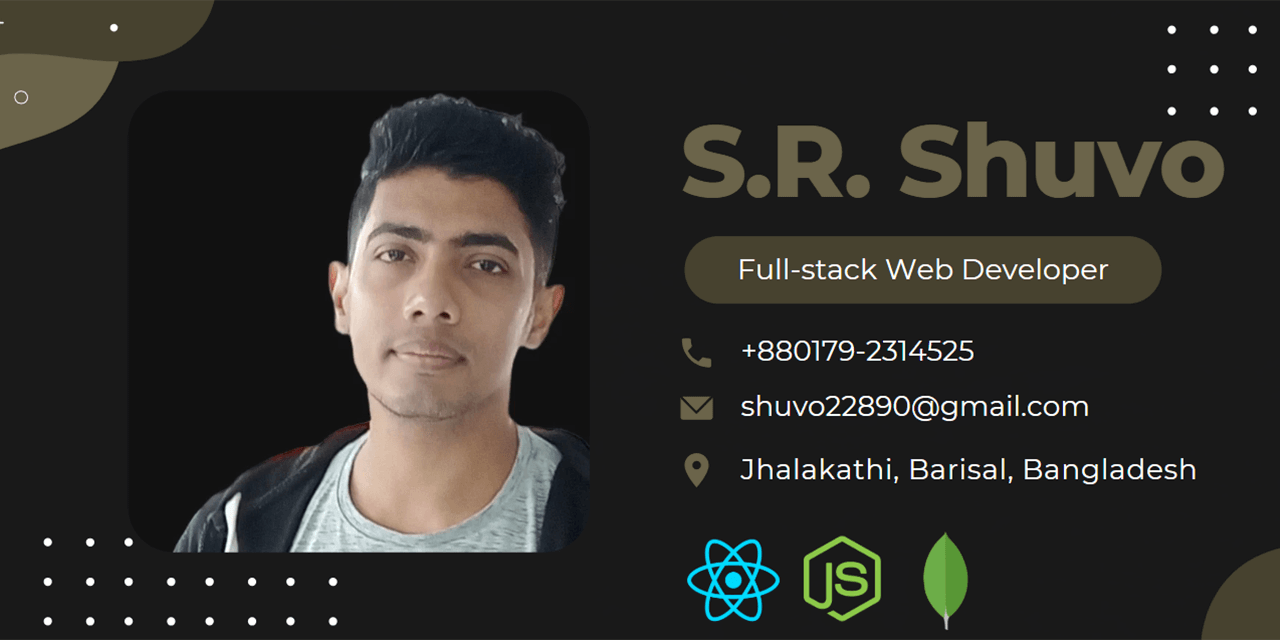 S.R. Shuvo
Full-stack Web Developer
+880179-2314525
shuvo22890@gmail.com
Jhalakathi, Barisal, Bangladesh
JS